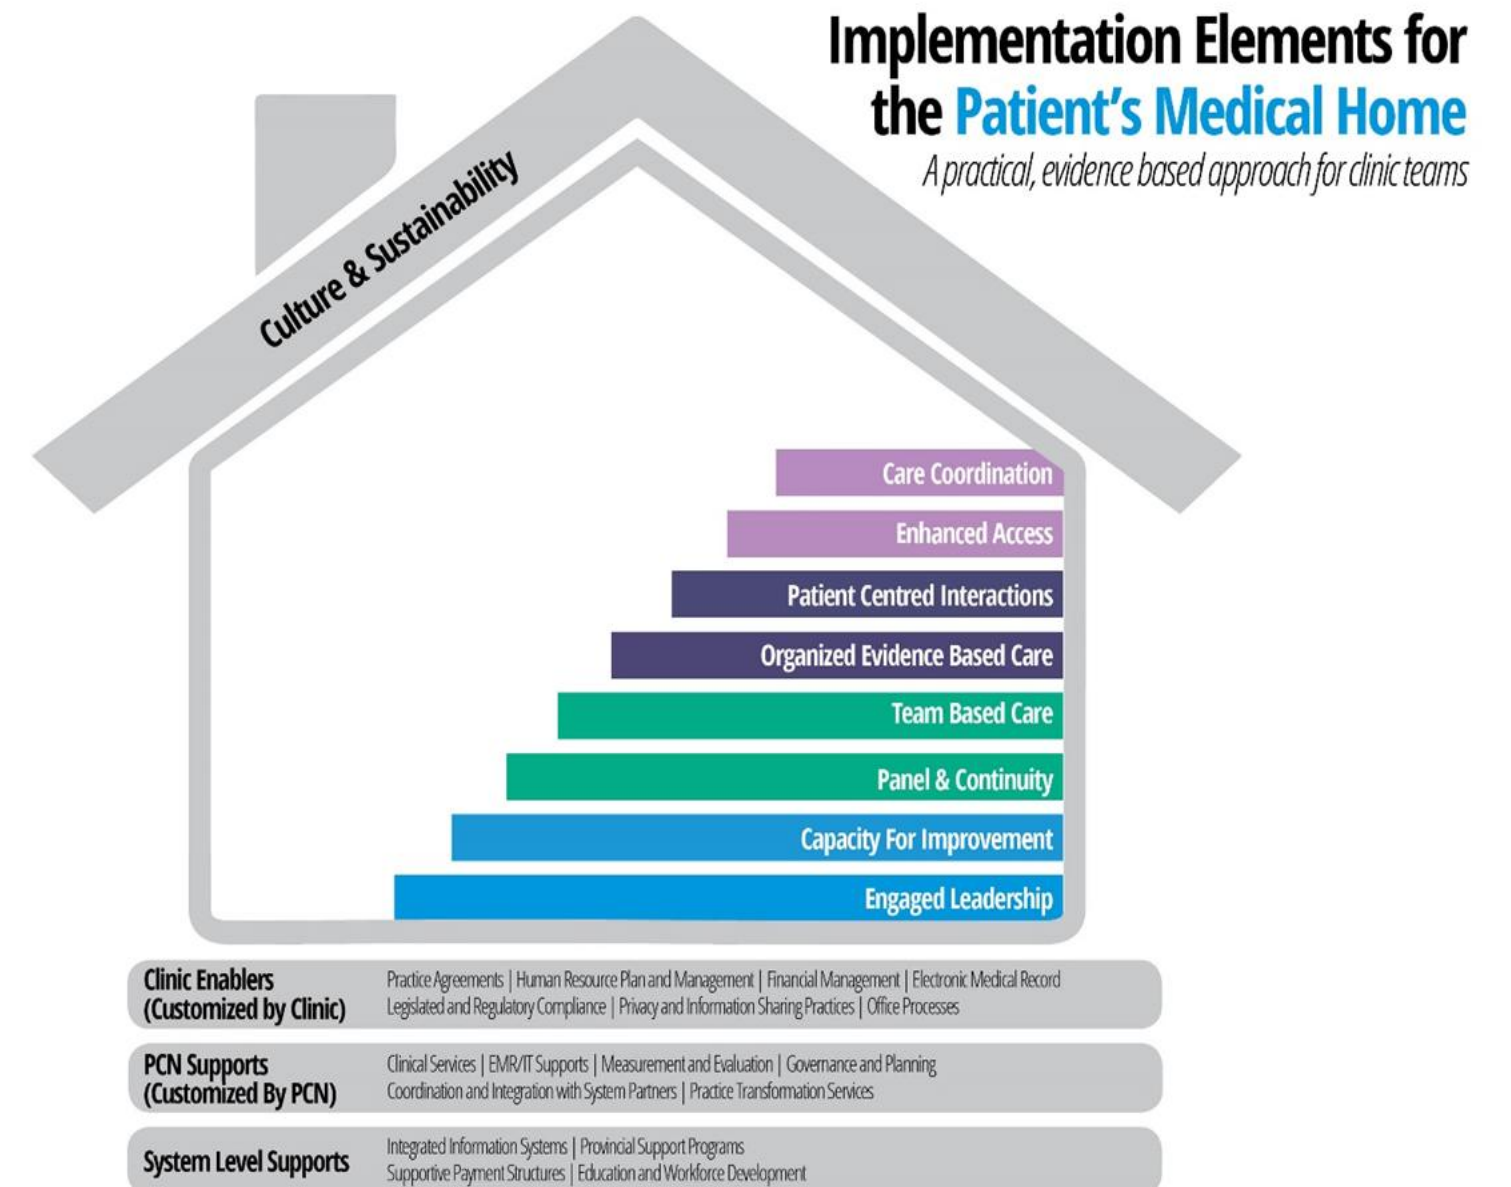 Implementation Elements for
the Patient's Medical Home
A practical, evidence based approach for clinic teams
Culture & Sustainability
Care Coordination
Enhanced Access
Patient Centred Interactions
Organized Evidence Based Care
Team Based Care
Panel & Continuity
Capacity For Improvement
Engaged Leadership
Clinic Enablers
(Customized by Clinic)
Practice Agreements | Human Resource Plan and Management | Financial Management | Electronic Medical Record
Legislated and Regulatory Compliance | Privacy and Information Sharing Practices | Office Processes
PCN Supports
(Customized By PCN)
Clinical Services | EMR/IT Supports | Measurement and Evaluation | Governance and Planning
Coordination and Integration with System Partners | Practice Transformation Services
System Level Supports
Integrated Information Systems | Provincial Support Programs
Supportive Payment Structures | Education and Workforce Development